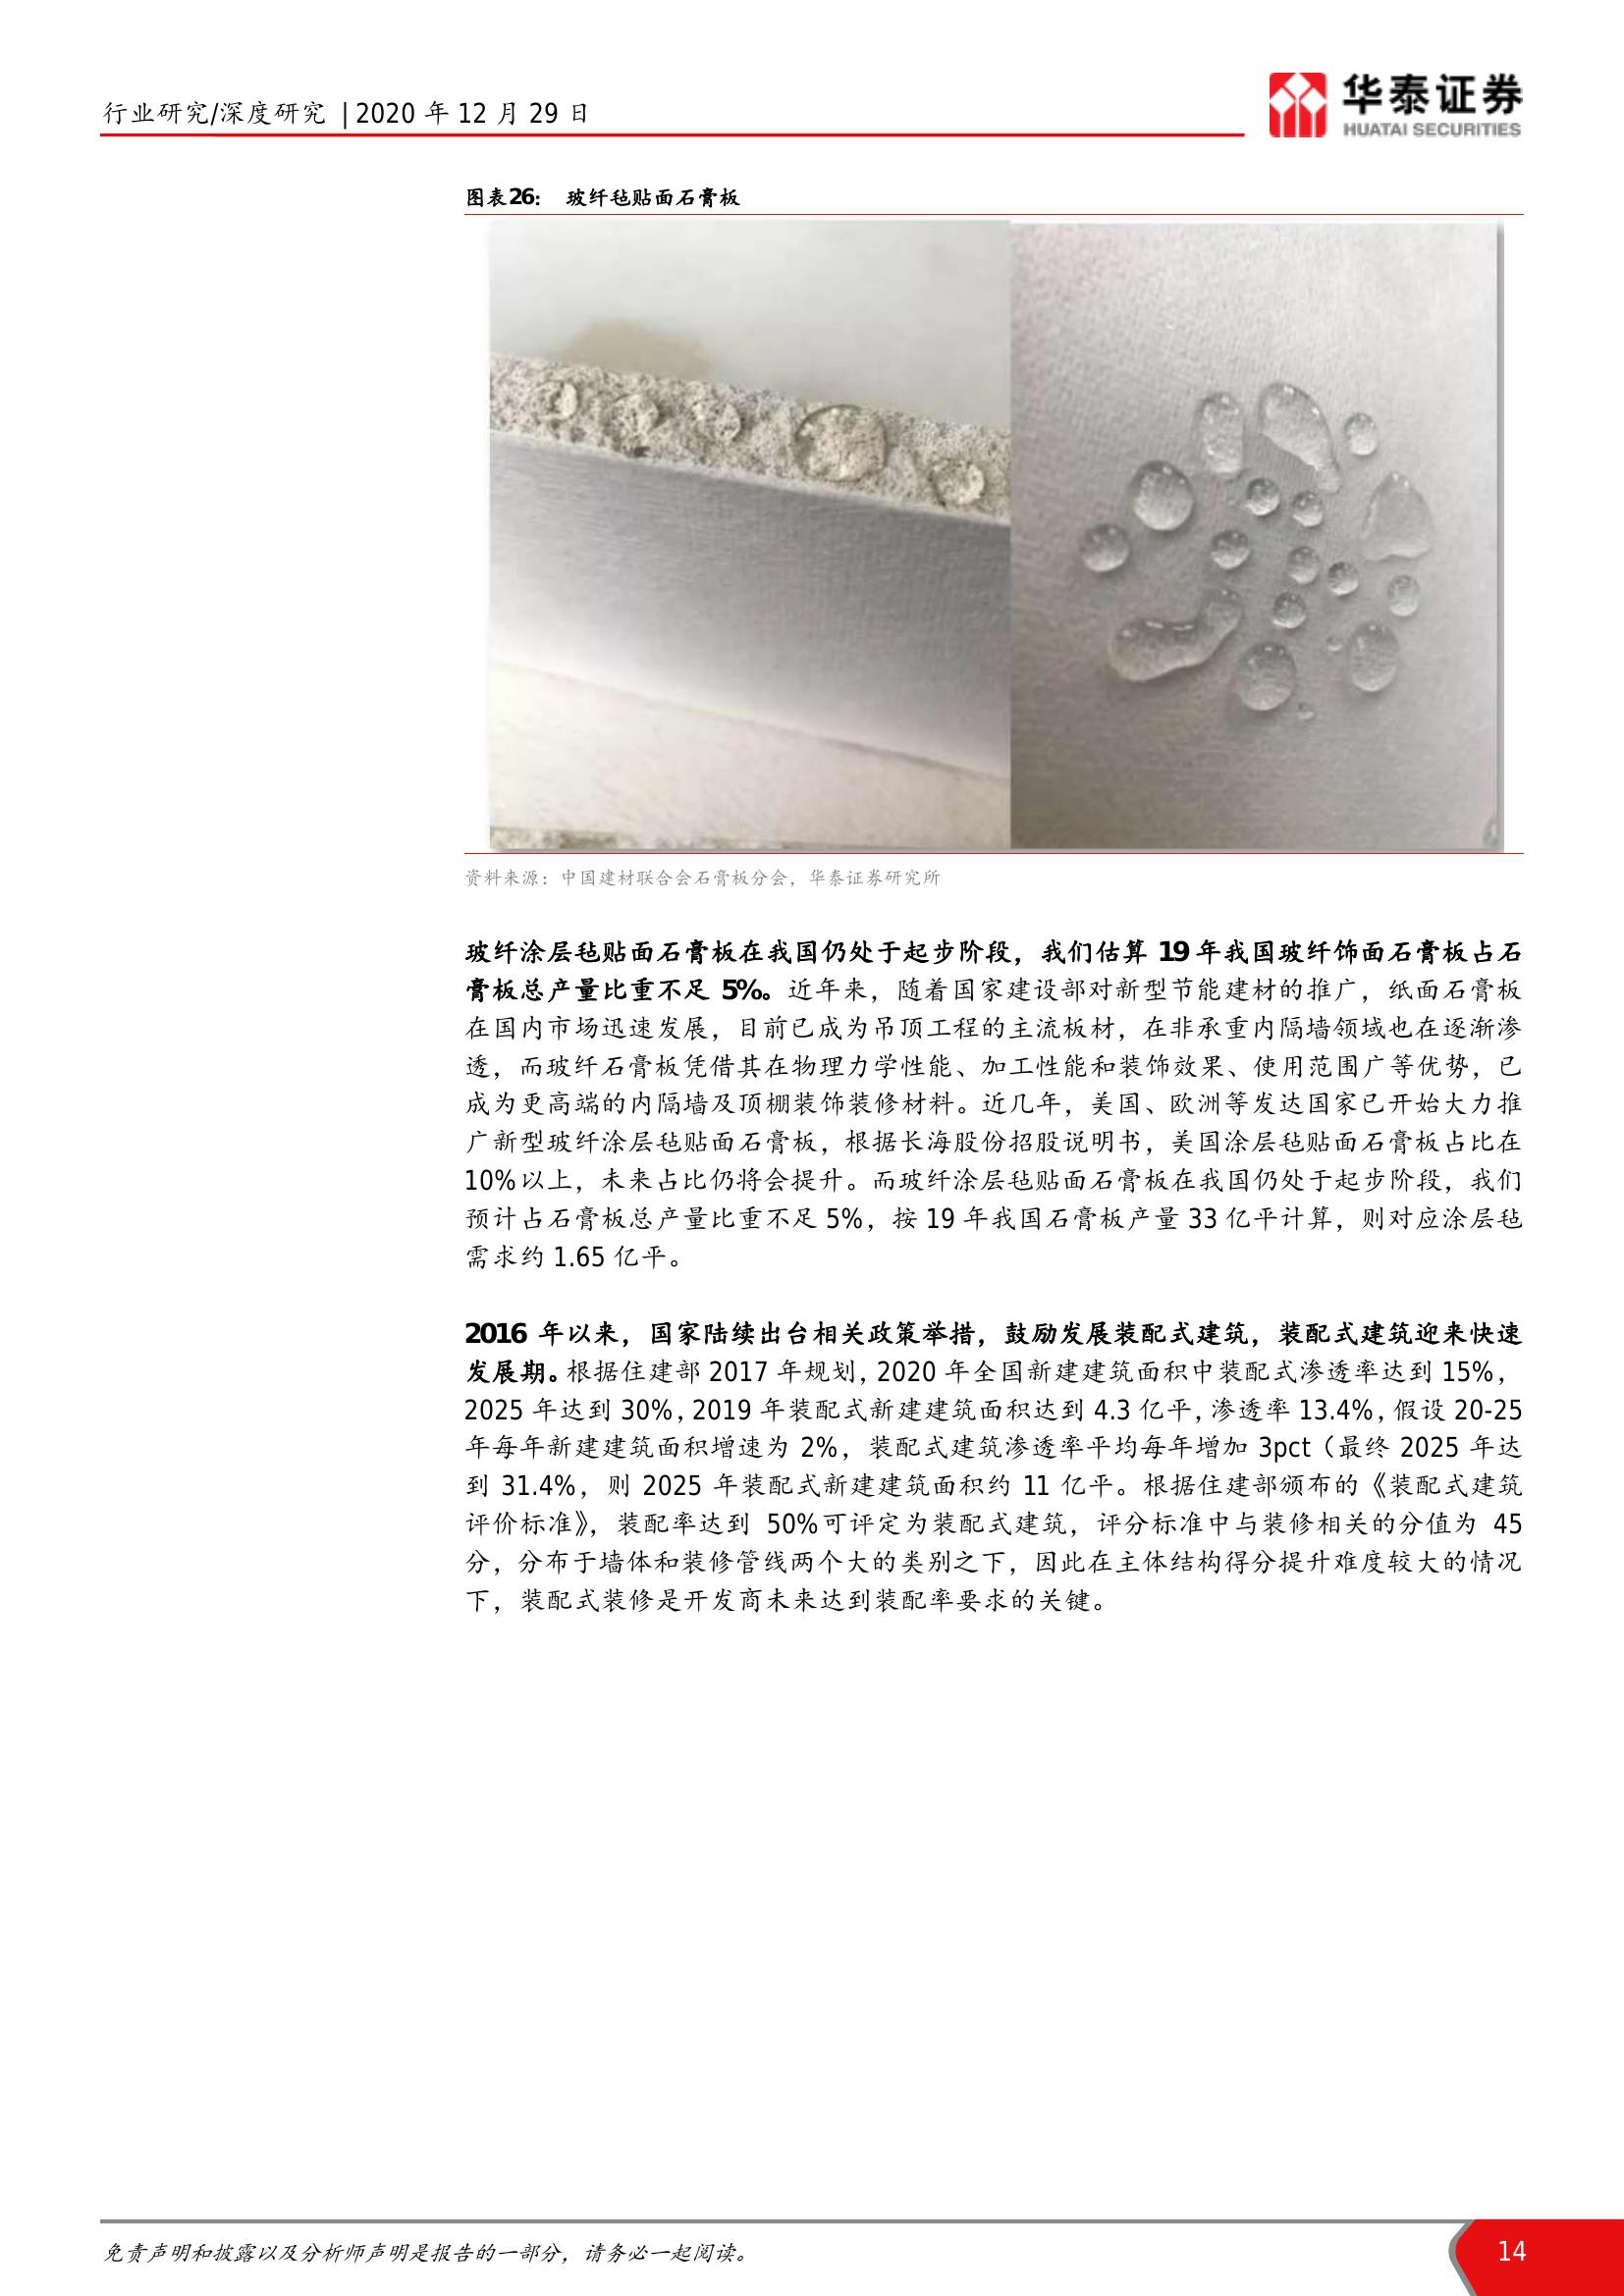 行业研究/深度研究 | 2020 年 12 月 29 日
华泰证券
HUATAI SECURITIES
图表26： 玻纤毡贴面石膏板
资料来源：中国建材联合会石膏板分会，华泰证券研究所
玻纤涂层毡贴面石膏板在我国仍处于起步阶段，我们估算 19 年我国玻纤饰面石膏板占石
膏板总产量比重不足 5%。近年来，随着国家建设部对新型节能建材的推广，纸面石膏板
在国内市场迅速发展，目前已成为吊顶工程的主流板材，在非承重内隔墙领域也在逐渐渗
透，而玻纤石膏板凭借其在物理力学性能、加工性能和装饰效果、使用范围广等优势，已
成为更高端的内隔墙及顶棚装饰装修材料。近几年，美国、欧洲等发达国家已开始大力推
广新型玻纤涂层毡贴面石膏板，根据长海股份招股说明书，美国涂层毡贴面石膏板占比在
10%以上，未来占比仍将会提升。而玻纤涂层毡贴面石膏板在我国仍处于起步阶段，我们
预计占石膏板总产量比重不足 5%，按 19 年我国石膏板产量 33 亿平计算，则对应涂层毡
需求约 1.65 亿平。
2016 年以来，国家陆续出台相关政策举措，鼓励发展装配式建筑，装配式建筑迎来快速
发展期。根据住建部 2017 年规划，2020 年全国新建建筑面积中装配式渗透率达到 15%，
2025 年达到 30%，2019 年装配式新建建筑面积达到 4.3 亿平，渗透率 13.4%，假设 20-25
年每年新建建筑面积增速为 2%，装配式建筑渗透率平均每年增加 3pct（最终 2025 年达
到 31.4%，则 2025 年装配式新建建筑面积约 11 亿平。根据住建部颁布的《装配式建筑
评价标准》，装配率达到 50%可评定为装配式建筑，评分标准中与装修相关的分值为 45
分，分布于墙体和装修管线两个大的类别之下，因此在主体结构得分提升难度较大的情况
下，装配式装修是开发商未来达到装配率要求的关键。
免责声明和披露以及分析师声明是报告的一部分，请务必一起阅读。
14